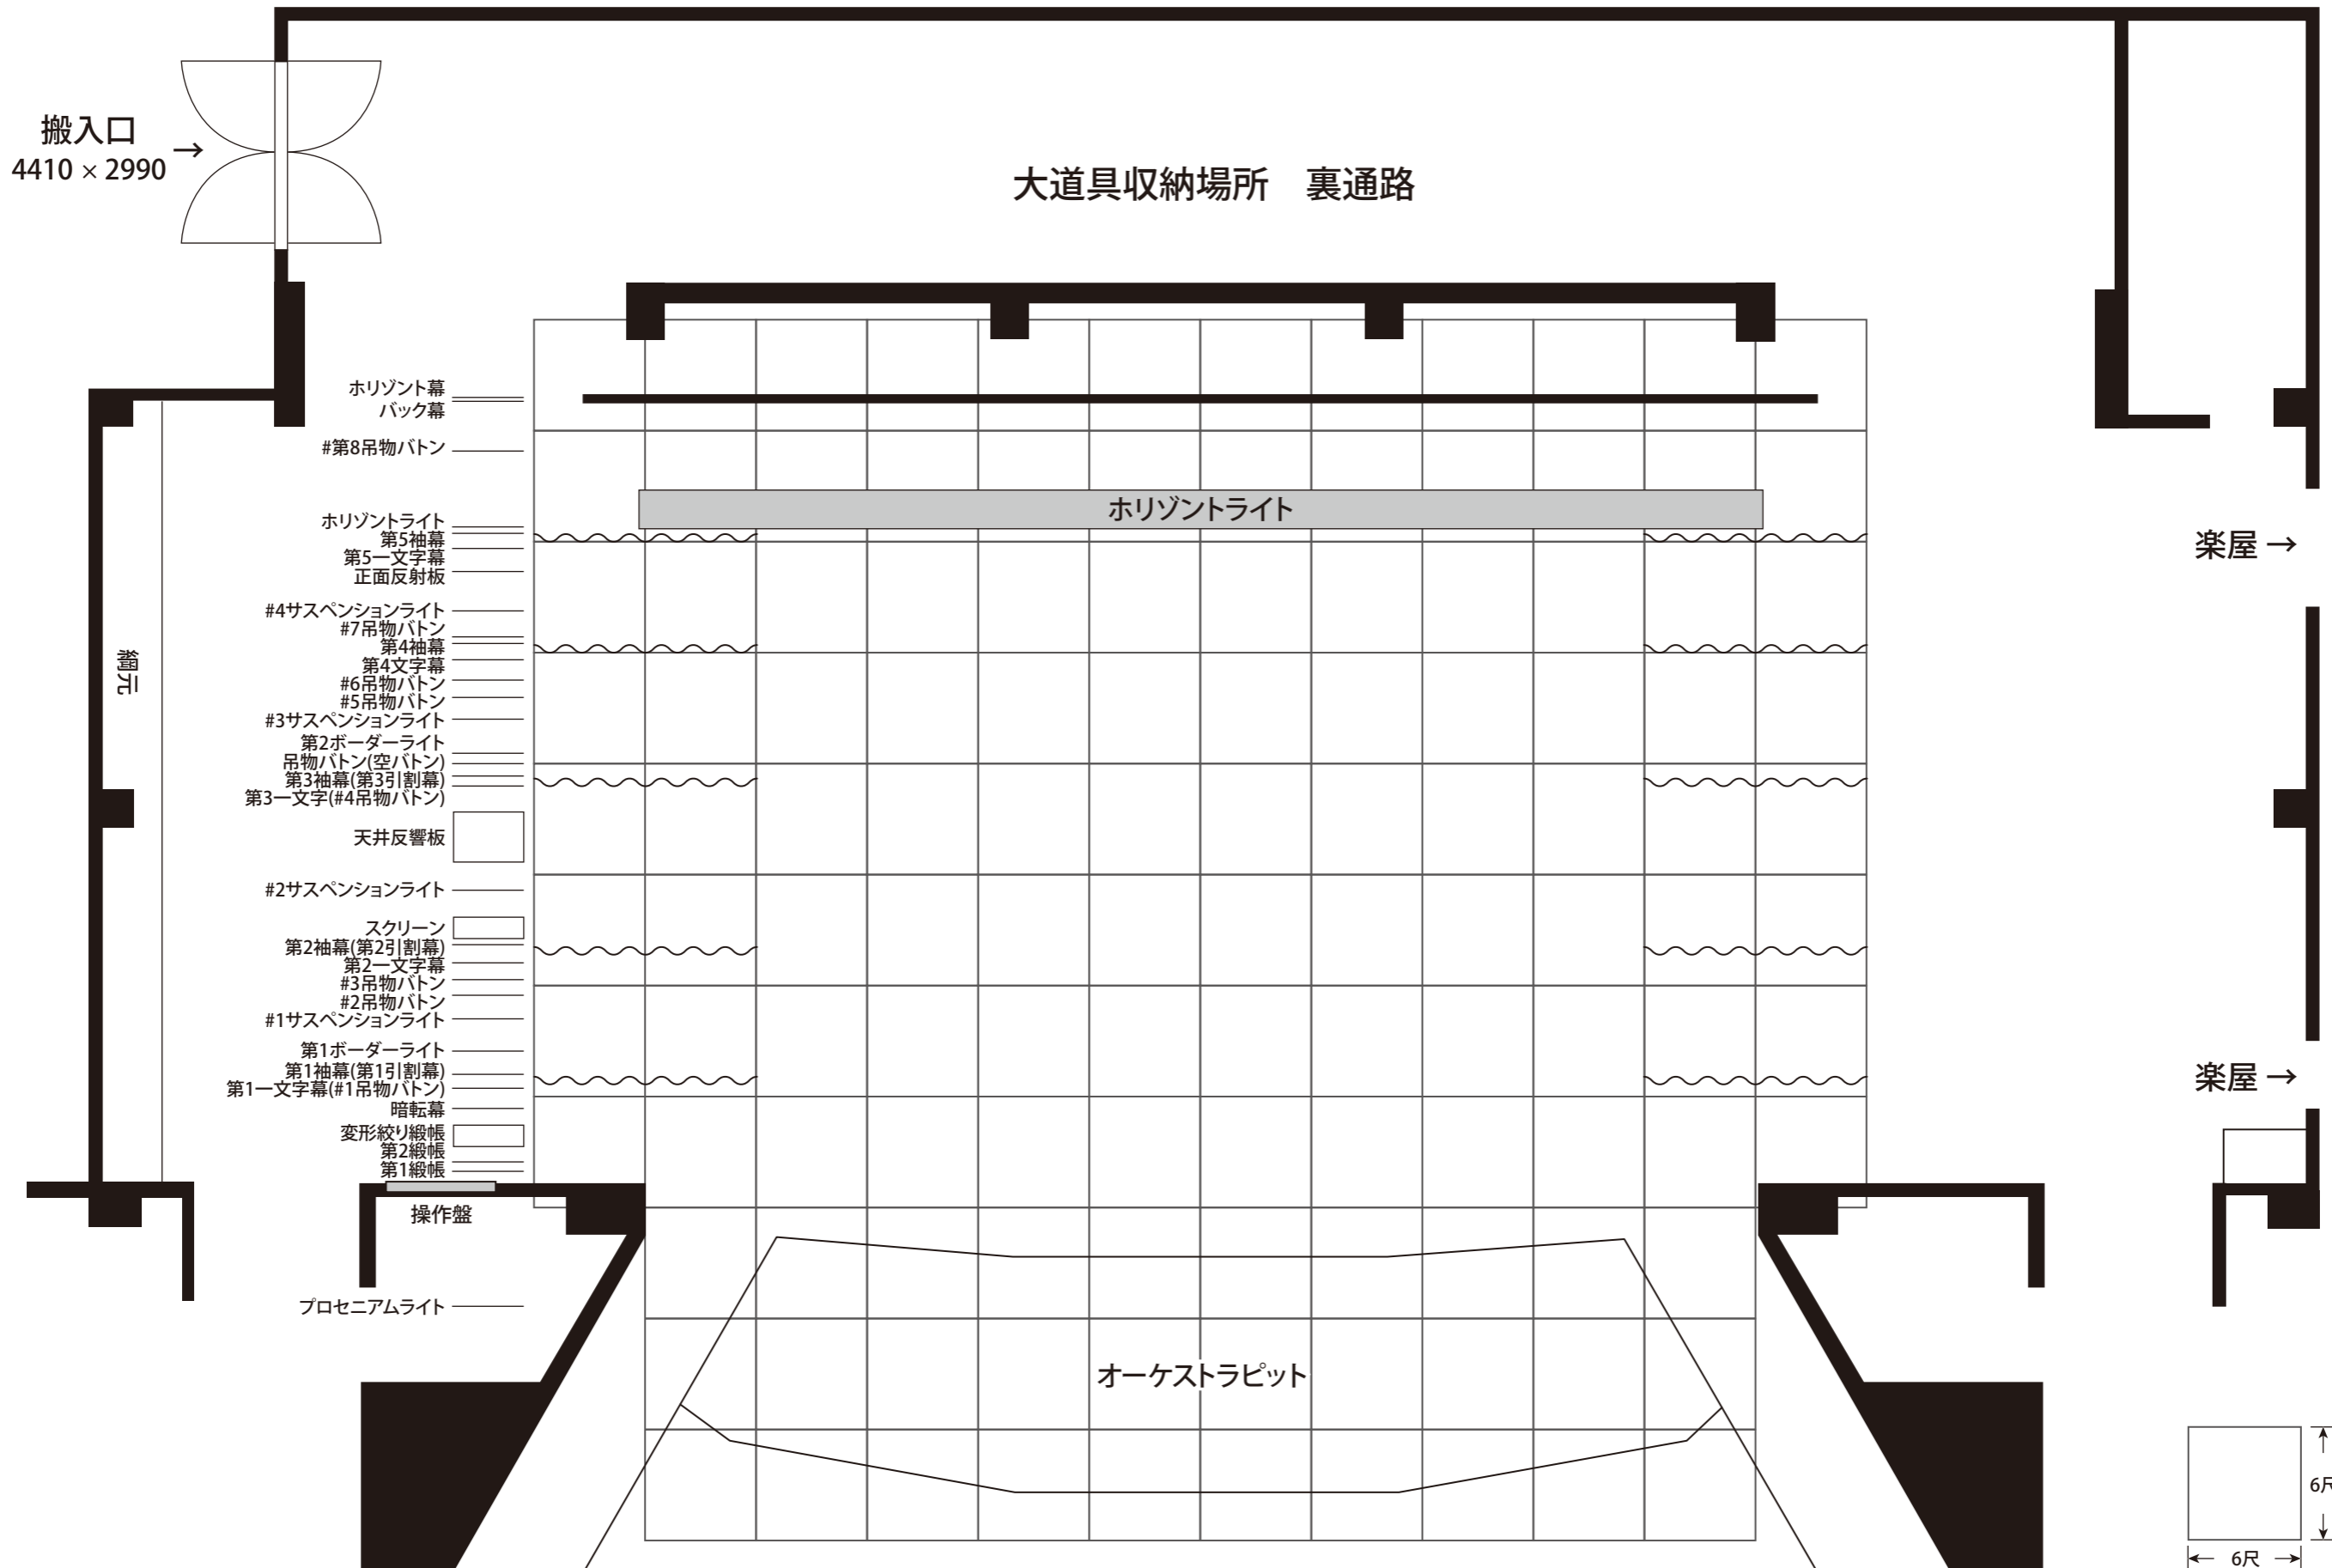 搬入口 →
4410 × 2990
大道具収納場所　裏通路
ホリゾント幕
バック幕
#第8吊物バトン
ホリゾントライト
ホリゾントライト
第5袖幕
第5一文字幕
正面反射板
楽屋 →
#4サスペンションライト
#7吊物バトン
第4袖幕
第4文字幕
#6吊物バトン
#5吊物バトン
#3サスペンションライト
綱元
第2ボーダーライト
吊物バトン(空バトン)
第3袖幕(第3引割幕)
第3一文字(#4吊物バトン)
天井反響板
#2サスペンションライト
スクリーン
第2袖幕(第2引割幕)
第2一文字幕
#3吊物バトン
#2吊物バトン
#1サスペンションライト
第1ボーダーライト
第1袖幕(第1引割幕)
第1一文字幕(#1吊物バトン)
楽屋 →
暗転幕
変形絞り緞帳
第2緞帳
第1緞帳
操作盤
プロセニアムライト
オーケストラピット
6尺
6尺